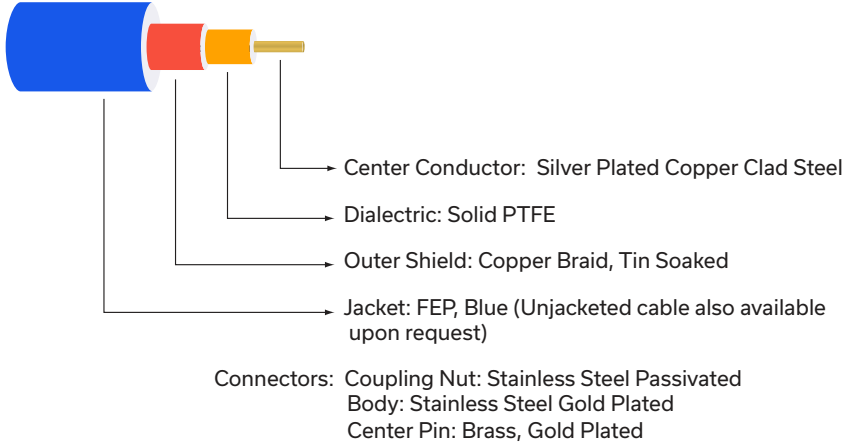 Center Conductor: Silver Plated Copper Clad Steel
Dialectric: Solid PTFE
Outer Shield: Copper Braid, Tin Soaked
Jacket: FEP, Blue (Unjacketed cable also available
upon request)
Connectors: Coupling Nut: Stainless Steel Passivated
Body: Stainless Steel Gold Plated
Center Pin: Brass, Gold Plated